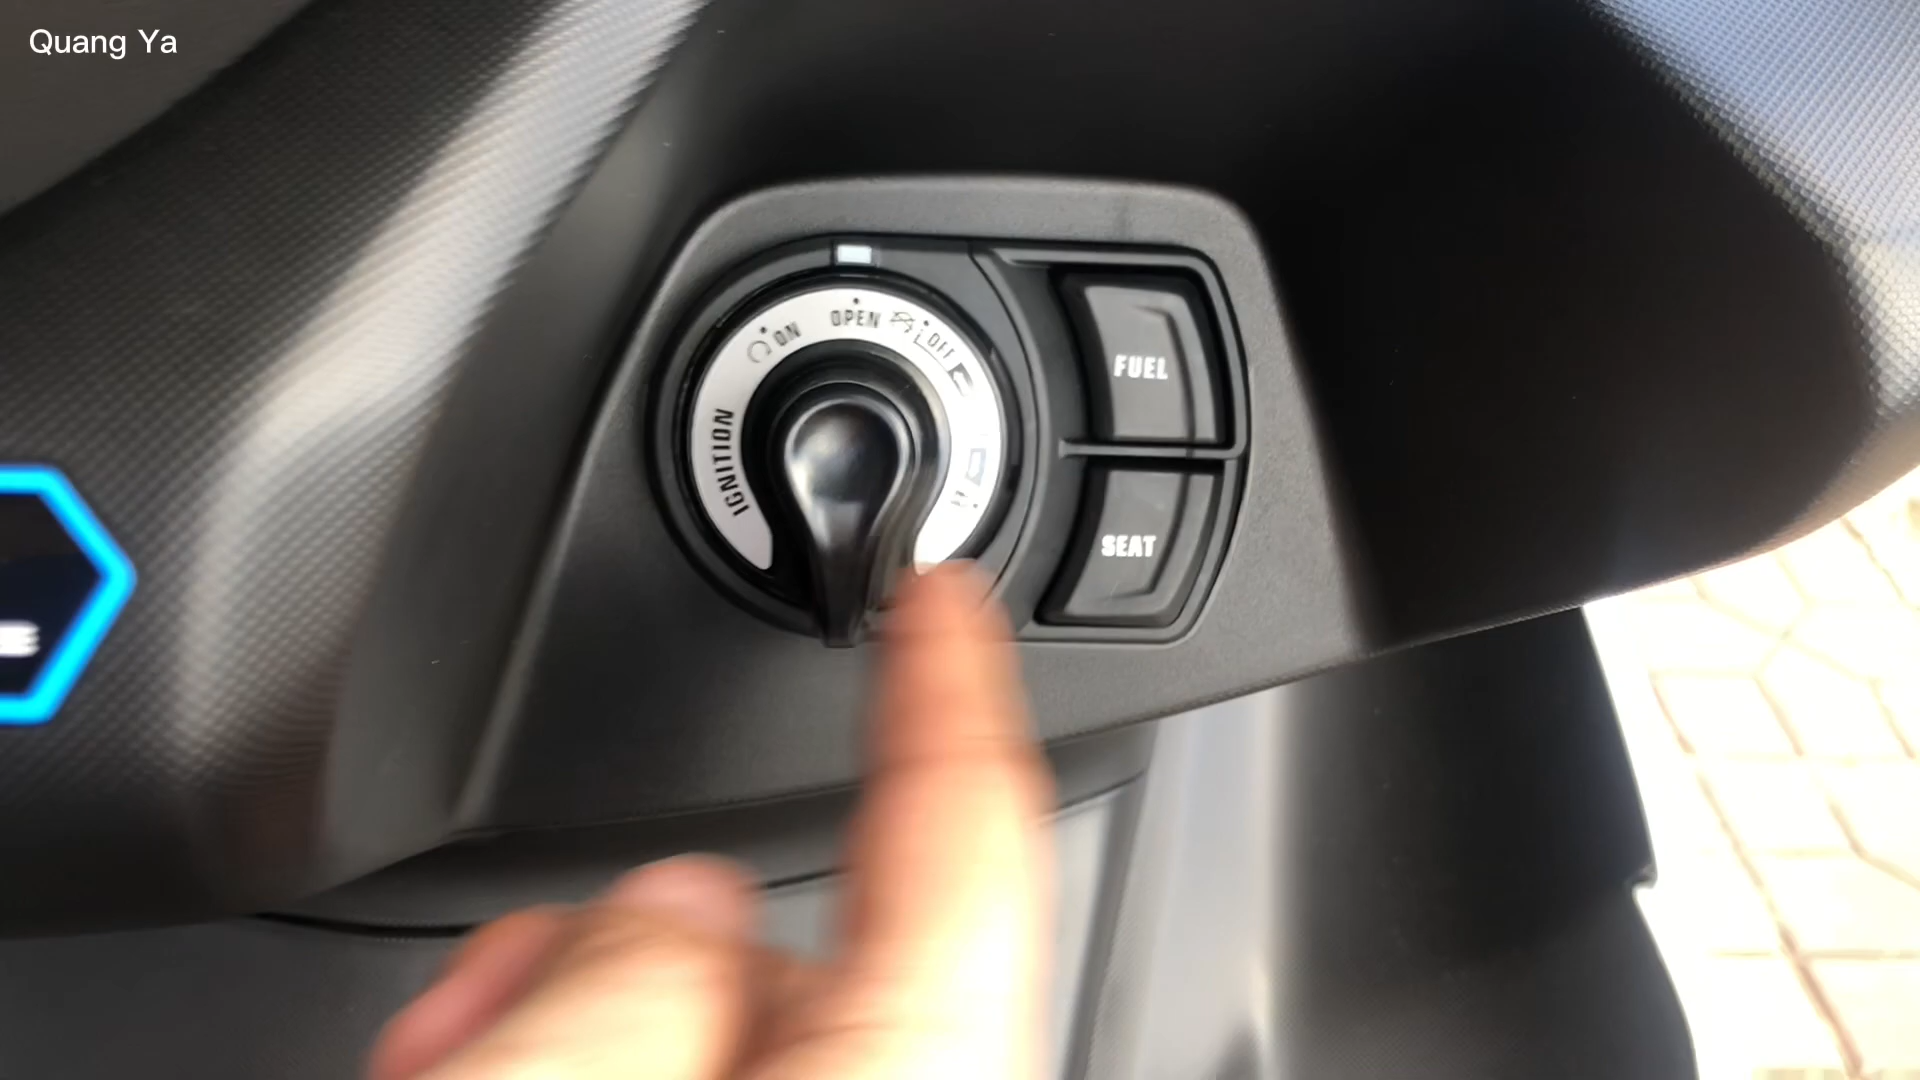 Quang Ya
ON
OPEN
OFF
IGNITION
FUEL
SEAT